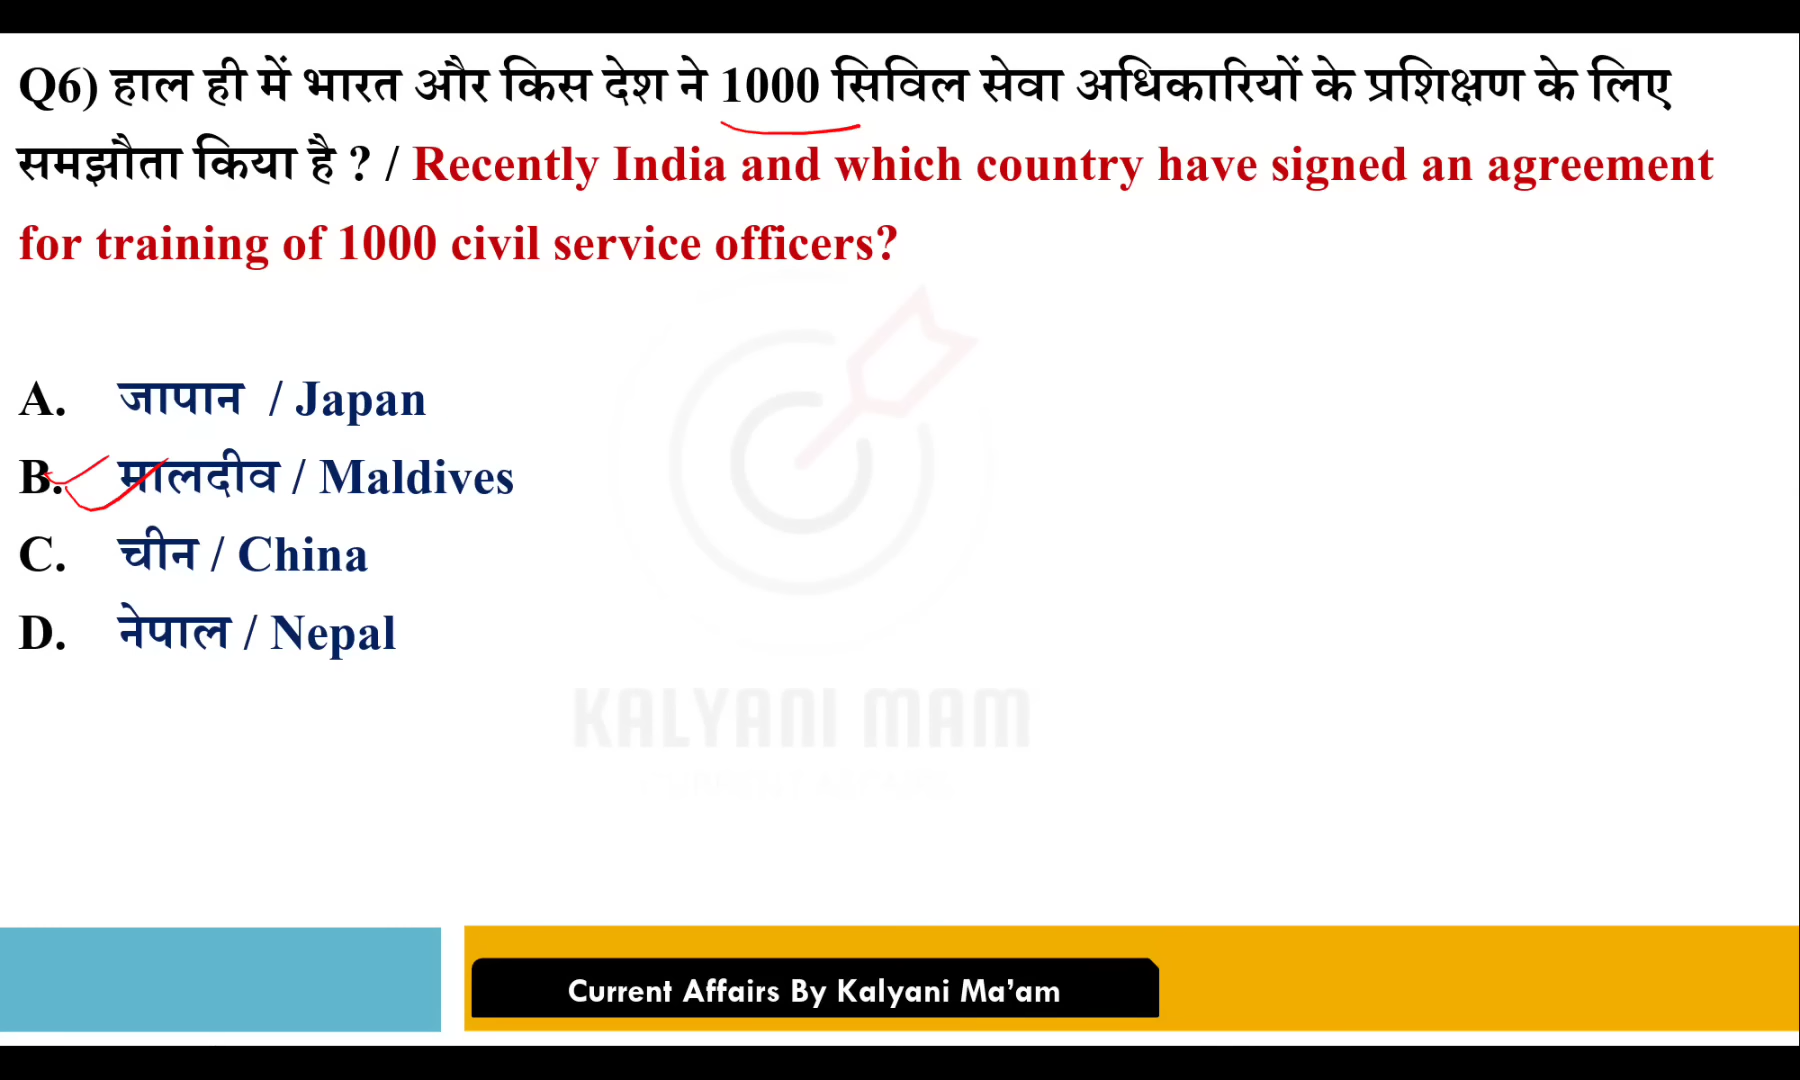 Q6) हाल ही में भारत और किस देश ने 1000 सिविल सेवा अधिकारियों के प्रशिक्षण के लिए
समझौता किया है ? / Recently India and which country have signed an agreement
for training of 1000 civil service officers?
A. जापान / Japan
B. मालदीव / Maldives
C. चीन / China
D. नेपाल / Nepal
KALYANI MAM
Current Affairs By Kalyani Ma’am